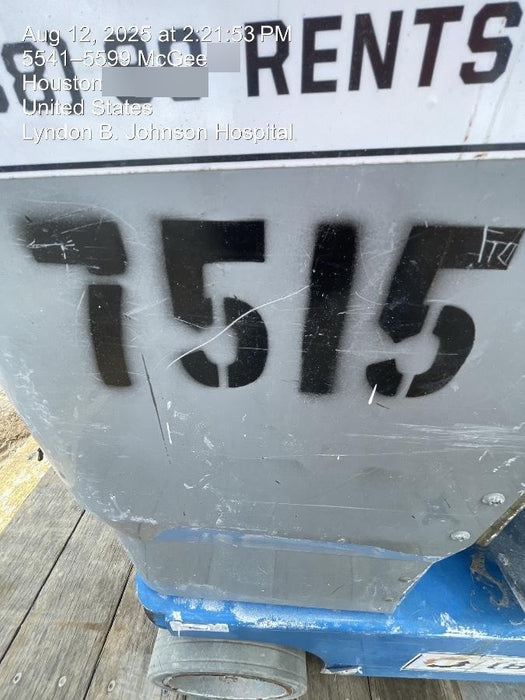 Aug 12, 2025 at 2:21:53 PM
5541–5599 McGee
Houston
United States
Lyndon B. Johnson Hospital
RENTS
7515